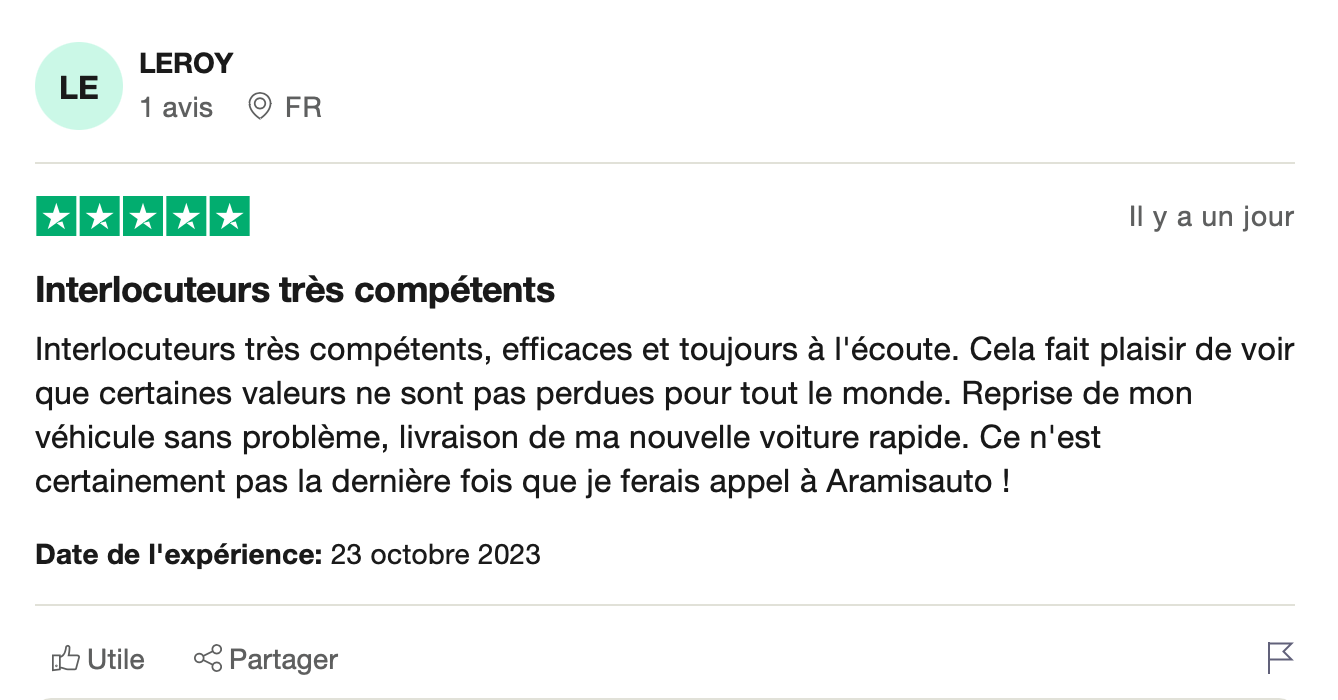 LE
LEROY
1 avis FR
Il y a un jour
Interlocuteurs très compétents
Interlocuteurs très compétents, efficaces et toujours à l'écoute. Cela fait plaisir de voir
que certaines valeurs ne sont pas perdues pour tout le monde. Reprise de mon
véhicule sans problème, livraison de ma nouvelle voiture rapide. Ce n'est
certainement pas la dernière fois que je ferais appel à Aramisauto !
Date de l'expérience: 23 octobre 2023
Utile Partager